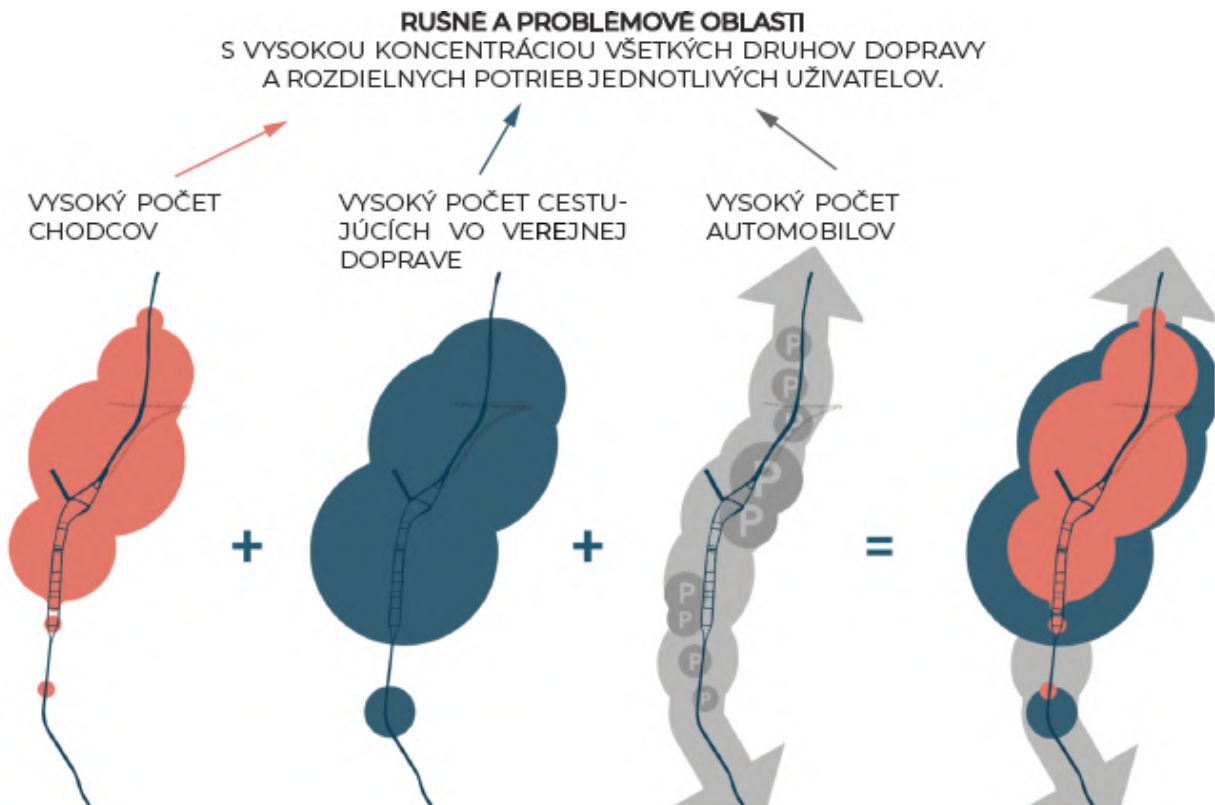 RUŠNÉ A PROBLÉMOVÉ OBLASTI
S VYSOKOU KONCENTRÁCIOU VŠETKÝCH DRUHOV DOPRAVY
A ROZDIELNYCH POTRIEB JEDNOTLIVÝCH UŽIVATELOV.
VYSOKÝ POČET
CHODCOV
VYSOKÝ POČET CESTU-
JÚCÍCH VO VEREJNEJ
DOPRAVE
VYSOKÝ POČET
AUTOMOBILOV
P
P
P
P
P
P
P
P
P
+
+
=